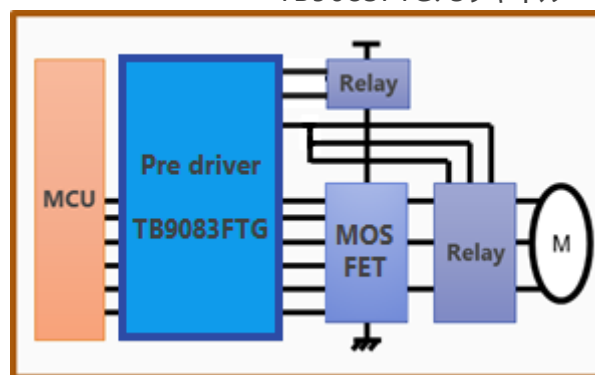 Relay
Pre driver
TB9083FTG
MCU
MOS
FET
Relay
M